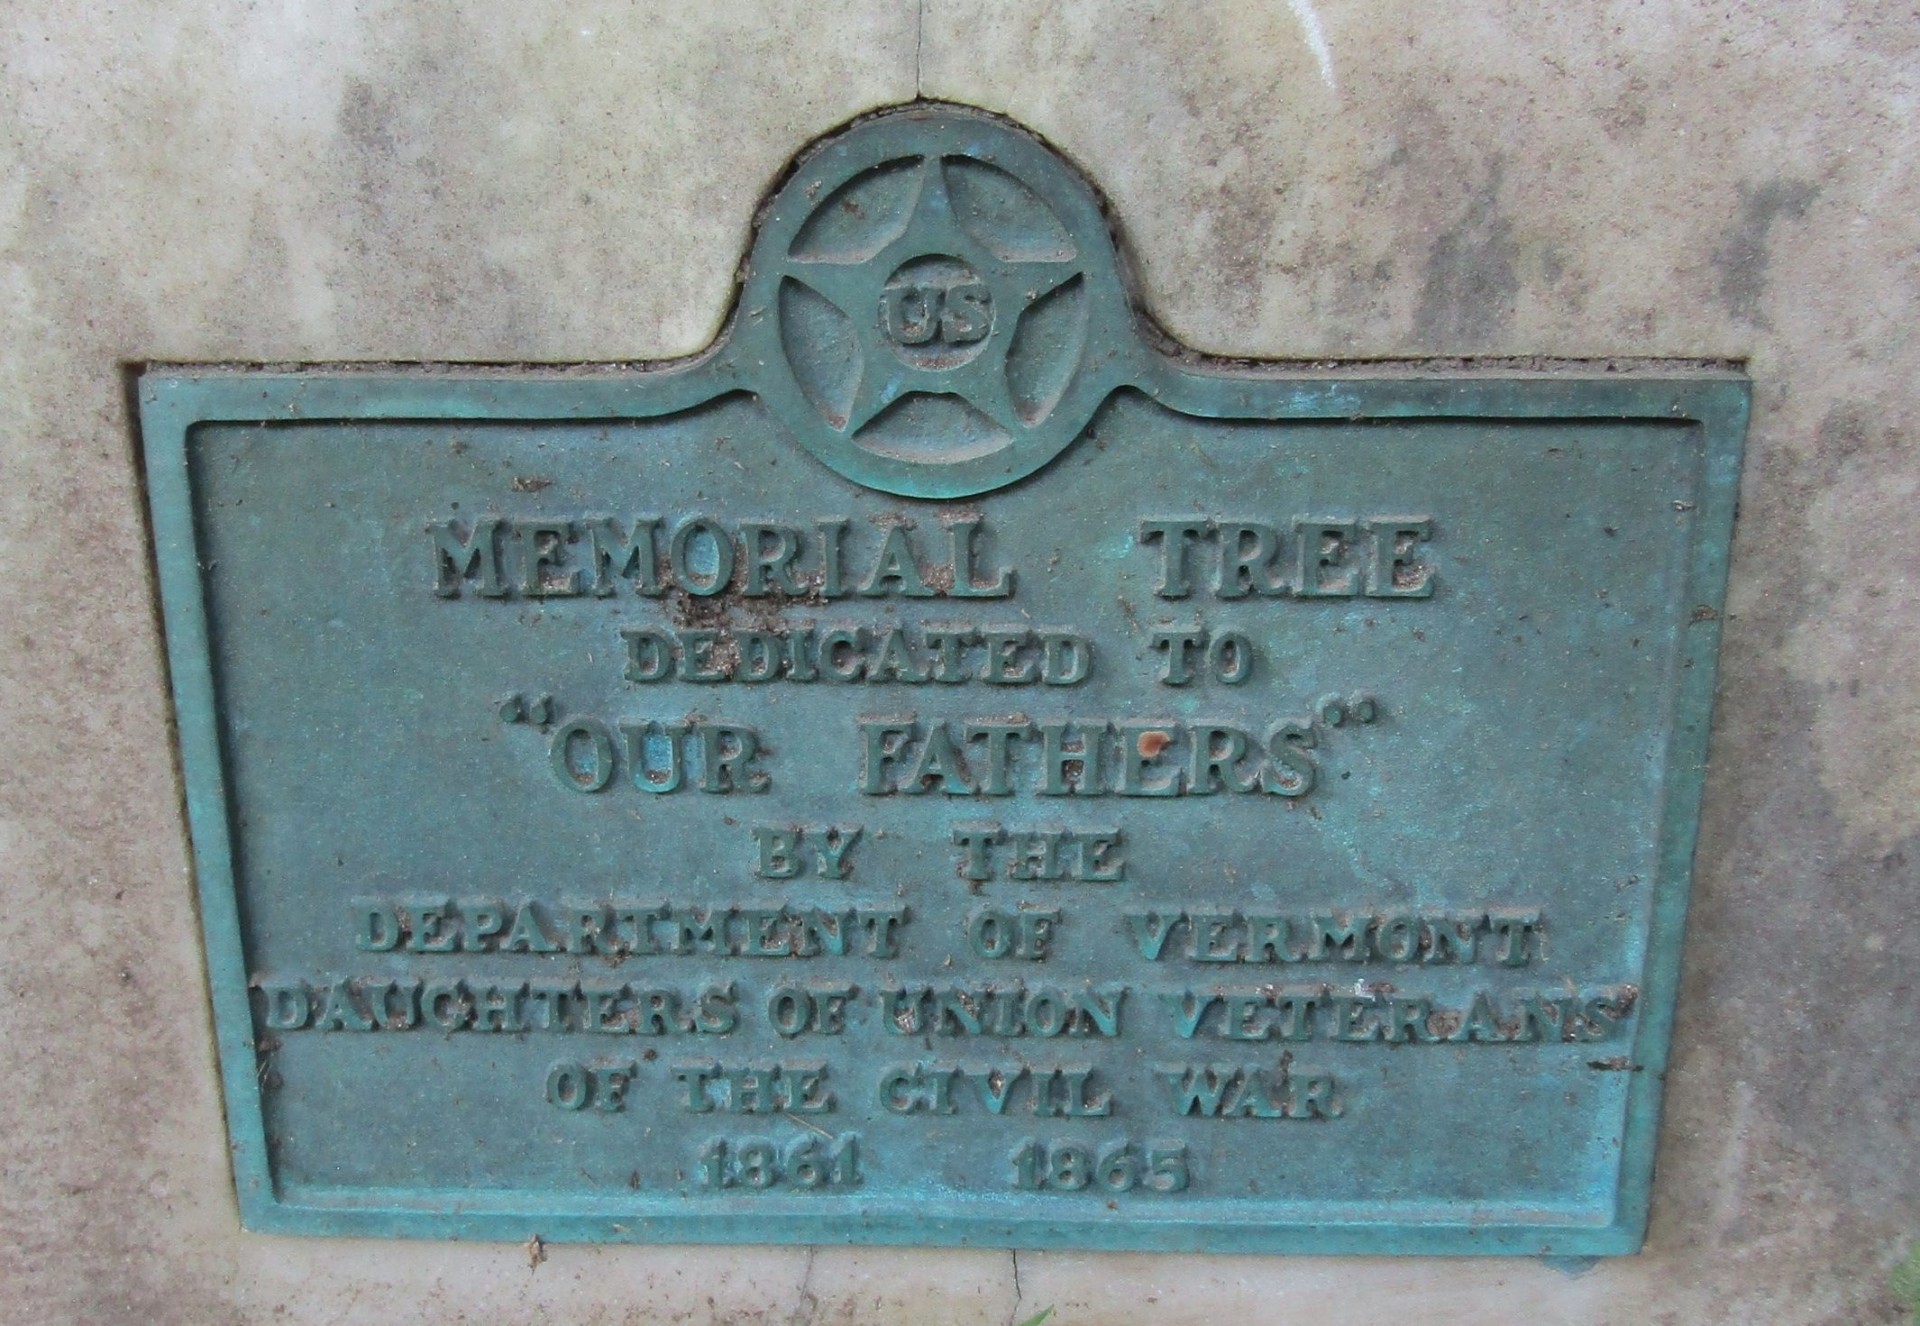 US
MEMORIAL TREE
DEDICATED TO
"OUR FATHERS"
BY THE
DEPARTMENT OF VERMONT
DAUGHTERS OF UNION VETERANS
OF THE CIVIL WAR
1861 1865